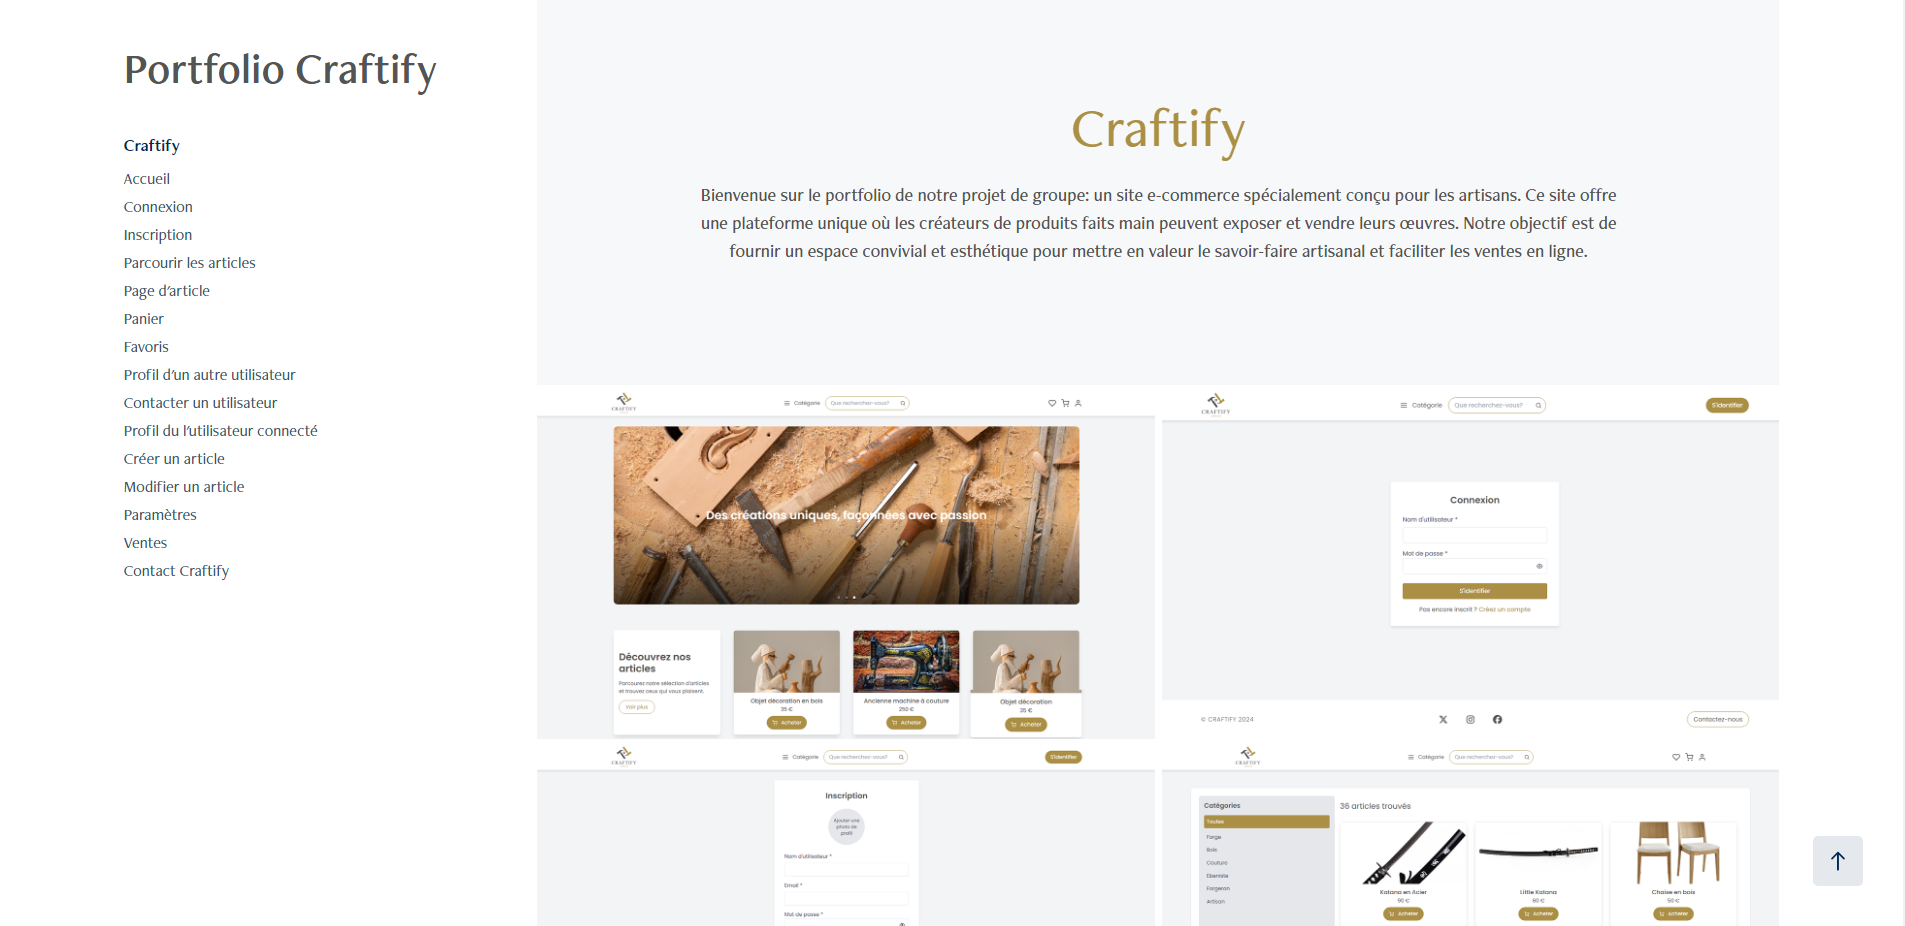 Portfolio Craftify
Craftify
Accueil
Connexion
Inscription
Parcourir les articles
Page d'article
Panier
Favoris
Profil d'un autre utilisateur
Contacter un utilisateur
Profil du l'utilisateur connecté
Créer un article
Modifier un article
Paramètres
Ventes
Contact Craftify
Craftify
Bienvenue sur le portfolio de notre projet de groupe: un site e-commerce spécialement conçu pour les artisans. Ce site offre
une plateforme unique où les créateurs de produits faits main peuvent exposer et vendre leurs œuvres. Notre objectif est de
fournir un espace convivial et esthétique pour mettre en valeur le savoir-faire artisanal et faciliter les ventes en ligne.
CRAFTIFY
Catégorie
Que recherchez-vous?
Des créations uniques, façonnées avec passion
Découvrez nos
articles
Parcourez notre sélection d'articles
et trouvez ceux qui vous plaisent.
Voir plus
Objet décoration en bois
35 €
Acheter
Ancienne machine à couture
250 €
Acheter
Objet décoration
35 €
Acheter
CRAFTIFY
Catégorie
Que recherchez-vous?
S'identifier
Connexion
Nom d'utilisateur *
Mot de passe *
S'identifier
Pas encore inscrit ? Créez un compte
© CRAFTIFY 2024
Contactez-nous
CRAFTIFY
Catégorie
Que recherchez-vous?
S'identifier
Inscription
Ajouter une
photo de
profil
Nom d'utilisateur *
Email *
Mot de passe *
CRAFTIFY
Catégorie
Que recherchez-vous?
Catégories
Toutes
Forge
Bois
Couture
Ebeniste
Forgeron
Artisan
36 articles trouvés
Katana en Acier
90 €
Acheter
Little Katana
60 €
Acheter
Chaise en bois
50 €
Acheter